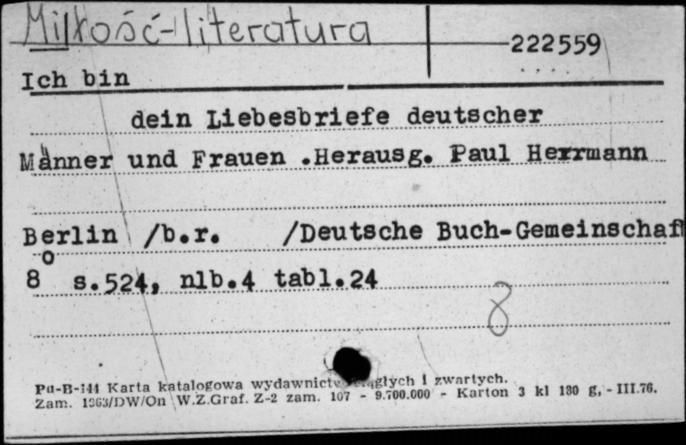 Miłość-literatura
222559
Ich bin
dein Liebesbriefe deutscher
Männer und Frauen .Herausg. Paul Herrmann
Berlin /b.r. /Deutsche Buch-Gemeinschaf
8° s.524, nlb.4 tabl.24
8
Pu-B-141 Karta katalogowa wydawnictw ciągłych i zwartych.
Zam. 1363/DW/On W.Z.Graf. Z-2 zam. 107 - 9.700.000 - Karton 3 kl 180 g, - III.76.